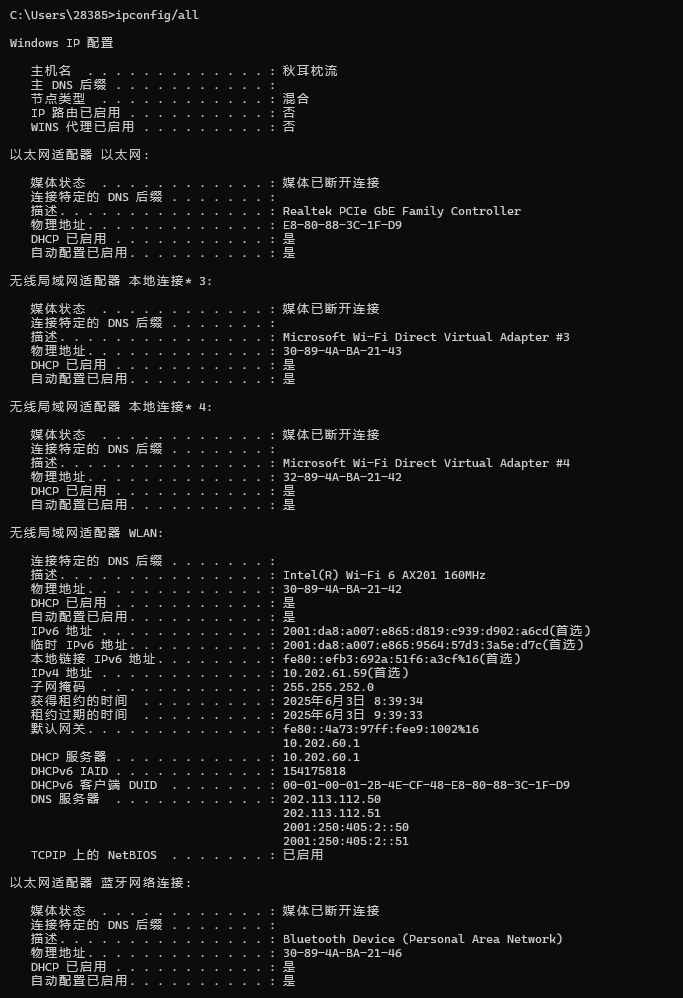 C:\Users\28385>ipconfig/all
Windows IP 配置
主机名 . . . . . . . . . . . . . : 秋耳枕流
主 DNS 后缀 . . . . . . . . . . . :
节点类型 . . . . . . . . . . . . : 混合
IP 路由已启用 . . . . . . . . . . : 否
WINS 代理已启用 . . . . . . . . . : 否
以太网适配器 以太网:
媒体状态 . . . . . . . . . . . . : 媒体已断开连接
连接特定的 DNS 后缀 . . . . . . . :
描述. . . . . . . . . . . . . . . : Realtek PCIe GbE Family Controller
物理地址. . . . . . . . . . . . . : E8-80-88-3C-1F-D9
DHCP 已启用 . . . . . . . . . . . : 是
自动配置已启用. . . . . . . . . . : 是
无线局域网适配器 本地连接* 3:
媒体状态 . . . . . . . . . . . . : 媒体已断开连接
连接特定的 DNS 后缀 . . . . . . . :
描述. . . . . . . . . . . . . . . : Microsoft Wi-Fi Direct Virtual Adapter #3
物理地址. . . . . . . . . . . . . : 30-89-4A-BA-21-43
DHCP 已启用 . . . . . . . . . . . : 是
自动配置已启用. . . . . . . . . . : 是
无线局域网适配器 本地连接* 4:
媒体状态 . . . . . . . . . . . . : 媒体已断开连接
连接特定的 DNS 后缀 . . . . . . . :
描述. . . . . . . . . . . . . . . : Microsoft Wi-Fi Direct Virtual Adapter #4
物理地址. . . . . . . . . . . . . : 32-89-4A-BA-21-42
DHCP 已启用 . . . . . . . . . . . : 是
自动配置已启用. . . . . . . . . . : 是
无线局域网适配器 WLAN:
连接特定的 DNS 后缀 . . . . . . . :
描述. . . . . . . . . . . . . . . : Intel(R) Wi-Fi 6 AX201 160MHz
物理地址. . . . . . . . . . . . . : 30-89-4A-BA-21-42
DHCP 已启用 . . . . . . . . . . . : 是
自动配置已启用. . . . . . . . . . : 是
IPv6 地址 . . . . . . . . . . . . : 2001:da8:a007:e865:d819:c939:d902:a6cd(首选)
临时 IPv6 地址. . . . . . . . . . : 2001:da8:a007:e865:9564:57d3:3a5e:d7c(首选)
本地链接 IPv6 地址. . . . . . . . : fe80::efb3:692a:51f6:a3cf%16(首选)
IPv4 地址 . . . . . . . . . . . . : 10.202.61.59(首选)
子网掩码 . . . . . . . . . . . . : 255.255.252.0
获得租约的时间 . . . . . . . . . : 2025年6月3日 8:39:34
租约过期的时间 . . . . . . . . . : 2025年6月3日 9:39:33
默认网关. . . . . . . . . . . . . : fe80::4a73:97ff:fee9:1002%16
10.202.60.1
DHCP 服务器 . . . . . . . . . . . : 10.202.60.1
DHCPv6 IAID . . . . . . . . . . . : 154175818
DHCPv6 客户端 DUID . . . . . . . : 00-01-00-01-2B-4E-CF-48-E8-80-88-3C-1F-D9
DNS 服务器 . . . . . . . . . . . : 202.113.112.50
202.113.112.51
2001:250:405:2::50
2001:250:405:2::51
TCPIP 上的 NetBIOS . . . . . . . : 已启用
以太网适配器 蓝牙网络连接:
媒体状态 . . . . . . . . . . . . : 媒体已断开连接
连接特定的 DNS 后缀 . . . . . . . :
描述. . . . . . . . . . . . . . . : Bluetooth Device (Personal Area Network)
物理地址. . . . . . . . . . . . . : 30-89-4A-BA-21-46
DHCP 已启用 . . . . . . . . . . . : 是
自动配置已启用. . . . . . . . . . : 是